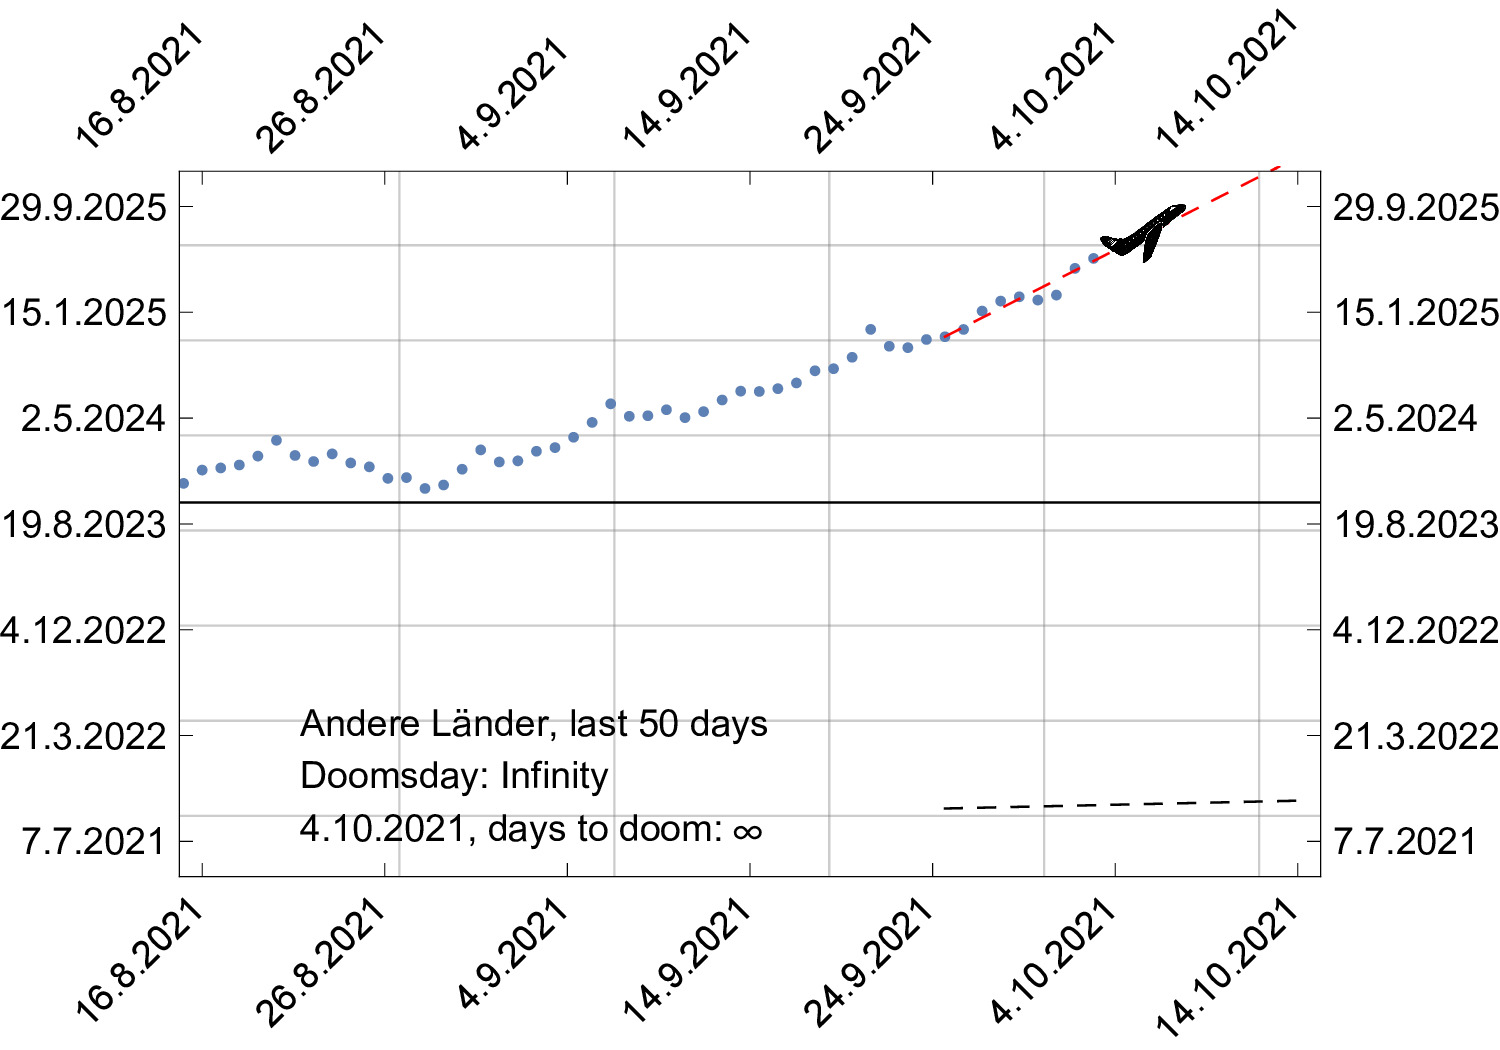 16.8.2021 26.8.2021 4.9.2021 14.9.2021 24.9.2021 4.10.2021 14.10.2021
29.9.2025 29.9.2025
15.1.2025 15.1.2025
2.5.2024 2.5.2024
19.8.2023 19.8.2023
4.12.2022 4.12.2022
Andere Länder, last 50 days
21.3.2022 21.3.2022
Doomsday: Infinity
4.10.2021, days to doom: ∞
7.7.2021 7.7.2021
16.8.2021 26.8.2021 4.9.2021 14.9.2021 24.9.2021 4.10.2021 14.10.2021